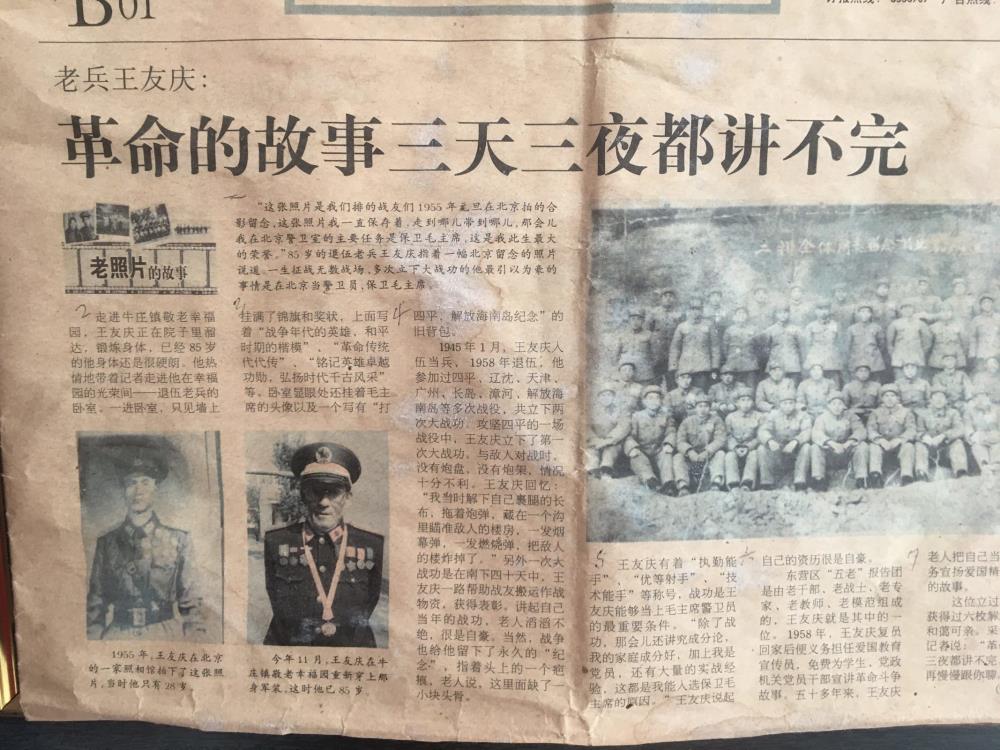 B01
老兵王友庆：
革命的故事三天三夜都讲不完
老照片的故事
“这张照片是我们排的战友们1955年元旦在北京拍的合
影留念,这张照片我一直保存着,走到哪儿带到哪儿,那会儿
我在北京警卫室的主要任务是保卫毛主席,这是我此生最大
的荣誉。”85岁的退伍老兵王友庆指着一幅北京留念的照片
说道。一生征战无数战场,多次立下大战功的他最引以为豪的
事情是在北京当警卫员,保卫毛主席。
2
走进牛庄镇敬老幸福
园，王友庆正在院子里溜
达，锻炼身体，已经85岁
的他身体还是很硬朗。他热
情地带着记者走进他在幸福
园的光荣间——退伍老兵的
卧室。一进卧室，只见墙上
3
挂满了锦旗和奖状，上面写
着“战争年代的英雄、和平
时期的楷模”、“革命传统
代代传”、“铭记英雄卓越
功勋，弘扬时代千古风采”
等。卧室显眼处还挂着毛主
席的头像以及一个写有“打
4
四平，解放海南岛纪念”的
旧背包。
1945年1月，王友庆入
伍当兵、1958年退伍，他
参加过四平、辽沈、天津、
广州、长岛、漳河、解放海
南岛等多次战役，共立下两
次大战功。攻坚四平的一场
战役中，王友庆立下了第一
次大战功。与敌人对战时，
没有炮盘，没有炮架，情况
十分不利。王友庆回忆：
“我当时解下自己裹腿的长
布，拖着炮弹，藏在一个沟
里瞄准敌人的楼房，一发烟
幕弹，一发燃烧弹，把敌人
的楼炸掉了。”另外一次大
战功是在南下四十天中，王
友庆一路帮助战友搬运作战
物资，获得表彰。讲起自己
当年的战功，老人滔滔不
绝，很是自豪。当然，战争
也给他留下了永久的“纪
念”，指着头上的一个疤
痕，老人说，这里面缺了一
小块头骨。
1955年,王友庆在北京
的一家照相馆拍下了这张照
片,当时他只有28岁。
今年11月,王友庆在牛
庄镇敬老幸福园重新穿上那
身军装,这时他已85岁。
5
王友庆有着“执勤能
手”、“优等射手”、“技
术能手”等称号，战功是王
友庆能够当上毛主席警卫员
的最重要条件。“除了战
功，那会儿还讲究成分论，
我的家庭成分好，加上我是
党员，还有大量的实战经
验，这都是我能人选保卫毛
主席的原因。”王友庆说起
六
自己的资历很是自豪。
东营区“五老”报告团
是由老干部、老战士、老专
家、老教师、老模范组成
的，王友庆就是其中的一
位。1958年，王友庆复员
回家后便义务担任爱国教育
宣传员，免费为学生，党政
机关党员干部宣讲革命斗争
故事。五十多年来，王友庆
7
老人把自己当
务宣扬爱国精
的故事。
这位立过
获得过六枚解
和蔼可亲。采
记者说：“革
三夜都讲不完
再慢慢跟你聊